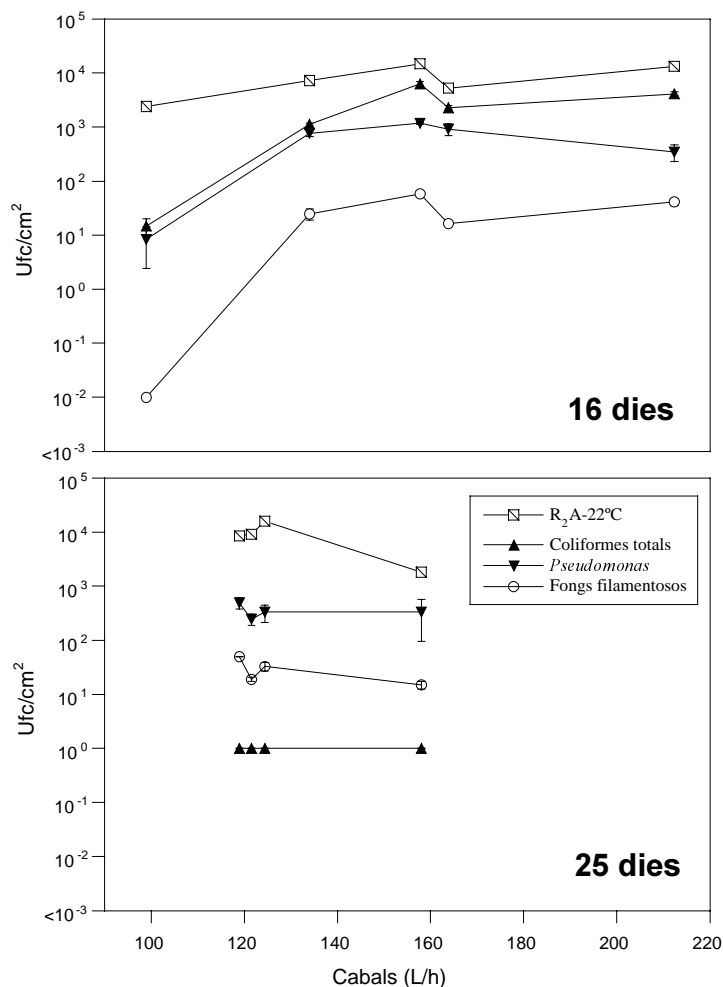 10^5
10^4
10^3
10^2
10^1
10^0
10^-1
10^-2
<10^-3
Ufc/cm^2
16 dies
10^5
10^4
10^3
10^2
10^1
10^0
10^-1
10^-2
<10^-3
Ufc/cm^2
R_2A-22ºC
Coliformes totals
Pseudomonas
Fongs filamentosos
25 dies
100 120 140 160 180 200 220
Cabals (L/h)